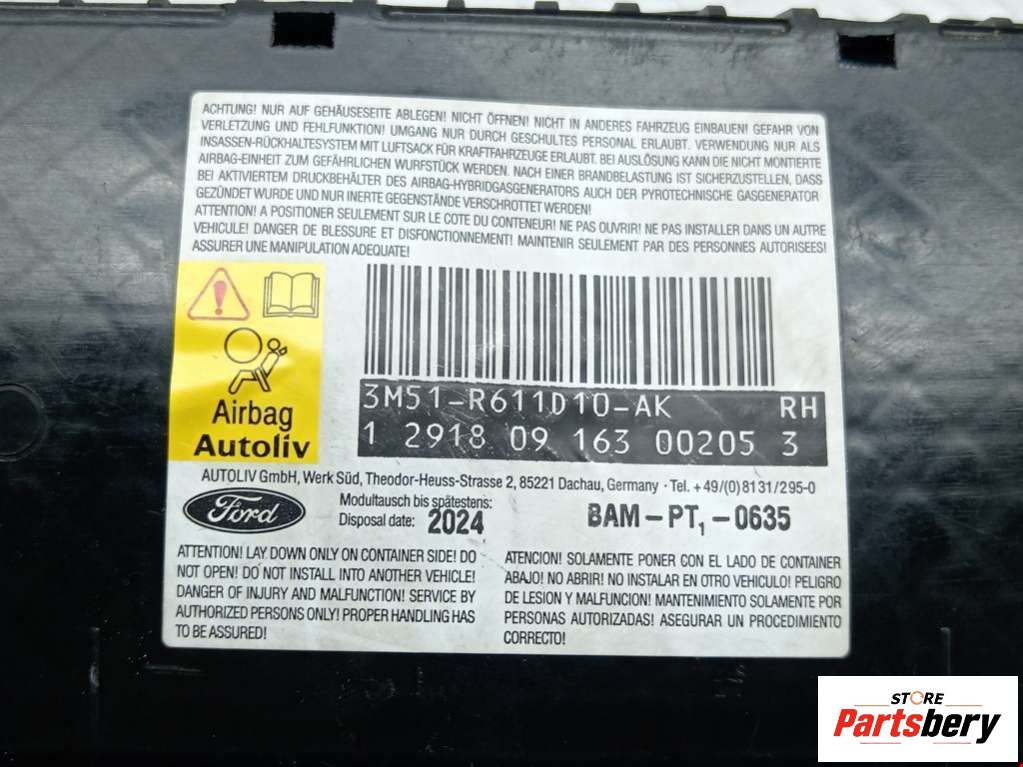 ACHTUNG! NUR AUF GEHÄUSESEITE ABLEGEN! NICHT ÖFFNEN! NICHT IN ANDERES FAHRZEUG EINBAUEN! GEFAHR VON
VERLETZUNG UND FEHLFUNKTION! UMGANG NUR DURCH GESCHULTES PERSONAL ERLAUBT. VERWENDUNG NUR ALS
INSASSEN-RÜCKHALTESYSTEM MIT LUFTSACK FÜR KRAFTFAHRZEUGE ERLAUBT. BEI AUSLÖSUNG KANN DIE NICHT MONTIERTE
AIRBAG-EINHEIT ZUM GEFÄHRLICHEN WURFSTÜCK WERDEN. NACH EINER BRANDBELASTUNG IST SICHERZUSTELLEN, DASS
BEI AKTIVIERTEM DRUCKBEHÄLTER DES AIRBAG-HYBRIDGASGENERATORS AUCH DER PYROTECHNISCHE GASGENERATOR
GEZÜNDET WURDE UND NUR INERTE GEGENSTÄNDE VERSCHROTTET WERDEN!
ATTENTION! A POSITIONER SEULEMENT SUR LE COTE DU CONTENEUR! NE PAS OUVRIR! NE PAS INSTALLER DANS UN AUTRE
VEHICULE! DANGER DE BLESSURE ET DISFONCTIONNEMENT! MAINTENIR SEULEMENT PAR DES PERSONNES AUTORISEES!
ASSURER UNE MANIPULATION ADEQUATE!
Airbag
Autoliv
3M51-R611D10-AK RH
1 2918 09 163 00205 3
AUTOLIV GmbH, Werk Süd, Theodor-Heuss-Strasse 2, 85221 Dachau, Germany · Tel. +49/(0)8131/295-0
Ford
Modultausch bis spätestens:
Disposal date: 2024
BAM-PT₁-0635
ATTENTION! LAY DOWN ONLY ON CONTAINER SIDE! DO
NOT OPEN! DO NOT INSTALL INTO ANOTHER VEHICLE!
DANGER OF INJURY AND MALFUNCTION! SERVICE BY
AUTHORIZED PERSONS ONLY! PROPER HANDLING HAS
TO BE ASSURED!
ATENCION! SOLAMENTE PONER CON EL LADO DE CONTAINER
ABAJO! NO ABRIR! NO INSTALAR EN OTRO VEHICULO! PELIGRO
DE LESION Y MALFUNCION! MANTENIMIENTO SOLAMENTE POR
PERSONAS AUTORIZADAS! ASEGURAR UN PROCEDIMIENTO
CORRECTO!
STORE
Partsbery